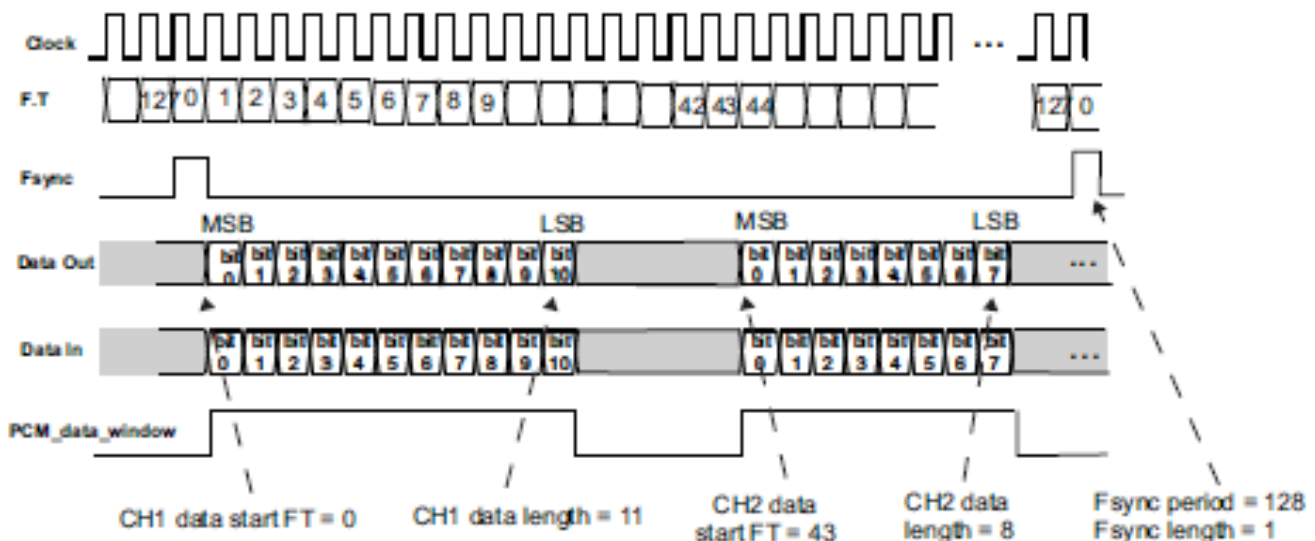 Clock ...
F.T 127 0 1 2 3 4 5 6 7 8 9 42 43 44 127 0
Fsync
MSB LSB MSB LSB
Data Out bit 0 bit 1 bit 2 bit 3 bit 4 bit 5 bit 6 bit 7 bit 8 bit 9 bit 10 bit 0 bit 1 bit 2 bit 3 bit 4 bit 5 bit 6 bit 7 ...
Data In bit 0 bit 1 bit 2 bit 3 bit 4 bit 5 bit 6 bit 7 bit 8 bit 9 bit 10 bit 0 bit 1 bit 2 bit 3 bit 4 bit 5 bit 6 bit 7 ...
PCM_data_window
CH1 data start FT = 0
CH1 data length = 11
CH2 data
start FT = 43
CH2 data
length = 8
Fsync period = 128
Fsync length = 1